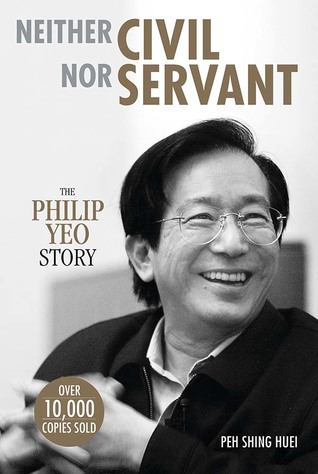 NEITHER CIVIL
NOR SERVANT
THE
PHILIP
YEO
STORY
OVER
10,000
COPIES SOLD
PEH SHING HUEI